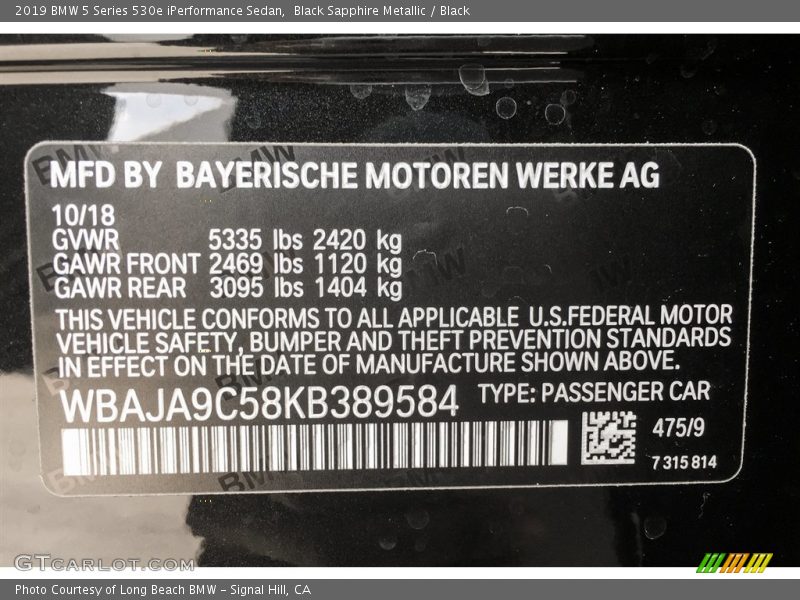 2019 BMW 5 Series 530e iPerformance Sedan,  Black Sapphire Metallic / Black
MFD BY BAYERISCHE MOTOREN WERKE AG
10/18
GVWR 5335 lbs 2420 kg
GAWR FRONT 2469 lbs 1120 kg
GAWR REAR 3095 lbs 1404 kg
THIS VEHICLE CONFORMS TO ALL APPLICABLE U.S.FEDERAL MOTOR
VEHICLE SAFETY, BUMPER AND THEFT PREVENTION STANDARDS
IN EFFECT ON THE DATE OF MANUFACTURE SHOWN ABOVE.
WBAJA9C58KB389584 TYPE: PASSENGER CAR
475/9
7 315 814
GTCARLOT.COM
Photo Courtesy of Long Beach BMW - Signal Hill, CA